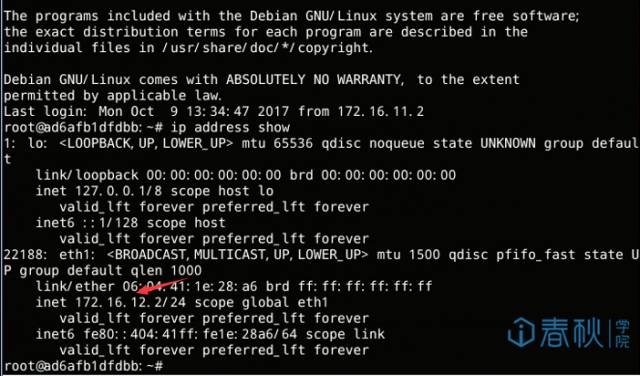 The programs included with the Debian GNU/Linux system are free software;
the exact distribution terms for each program are described in the
individual files in /usr/share/doc/*/copyright.
Debian GNU/Linux comes with ABSOLUTELY NO WARRANTY, to the extent
permitted by applicable law.
Last login: Mon Oct  9 13:34:47 2017 from 172.16.11.2
root@ad6afb1dfdbb:~# ip address show
1: lo: <LOOPBACK,UP,LOWER_UP> mtu 65536 qdisc noqueue state UNKNOWN group defaul
t
    link/loopback 00:00:00:00:00:00 brd 00:00:00:00:00:00
    inet 127.0.0.1/8 scope host lo
       valid_lft forever preferred_lft forever
    inet6 ::1/128 scope host
       valid_lft forever preferred_lft forever
22188: eth1: <BROADCAST,MULTICAST,UP,LOWER_UP> mtu 1500 qdisc pfifo_fast state U
P group default qlen 1000
    link/ether 06:04:41:1e:28:a6 brd ff:ff:ff:ff:ff:ff
    inet 172.16.12.2/24 scope global eth1
       valid_lft forever preferred_lft forever
    inet6 fe80::404:41ff:fe1e:28a6/64 scope link
       valid_lft forever preferred_lft forever
root@ad6afb1dfdbb:~#
i春秋学院